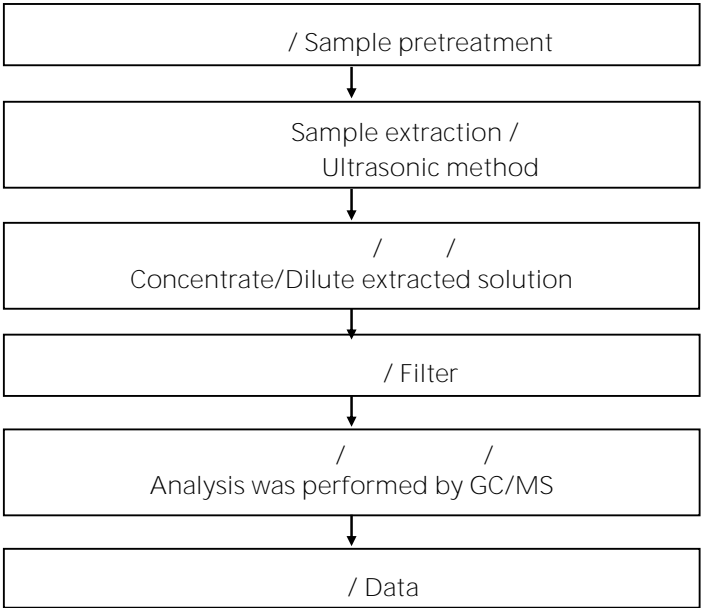 / Sample pretreatment
Sample extraction /
Ultrasonic method
/ /
Concentrate/Dilute extracted solution
/ Filter
/ /
Analysis was performed by GC/MS
/ Data